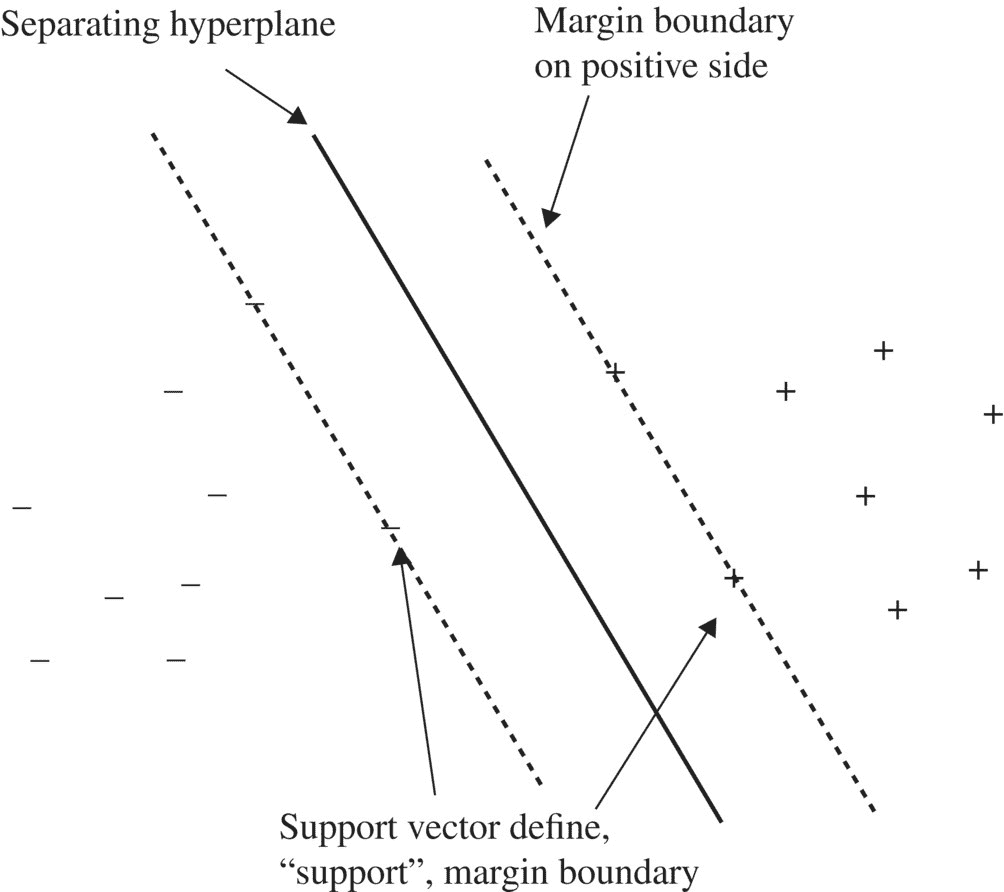 Separating hyperplane
Margin boundary
on positive side
Support vector define,
“support”, margin boundary